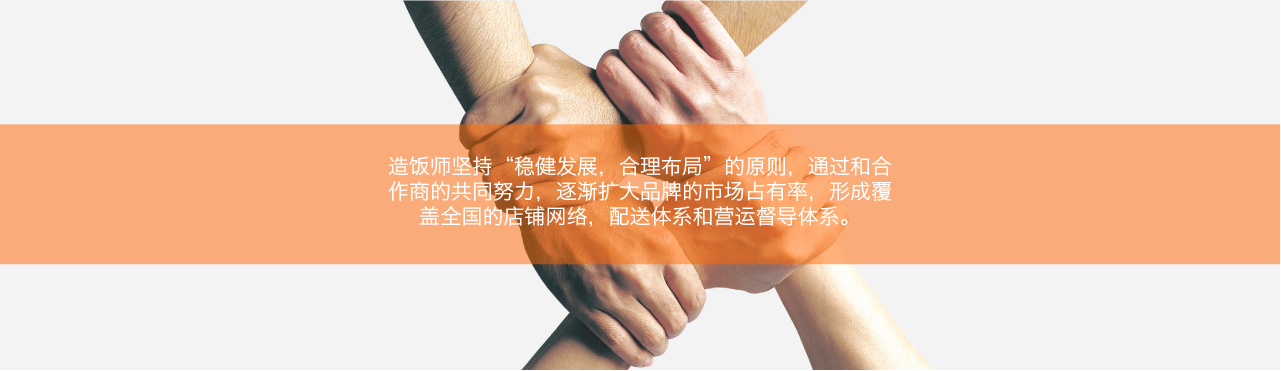 造饭师坚持“稳健发展，合理布局”的原则，通过和合
作商的共同努力，逐渐扩大品牌的市场占有率，形成覆
盖全国的店铺网络，配送体系和营运督导体系。